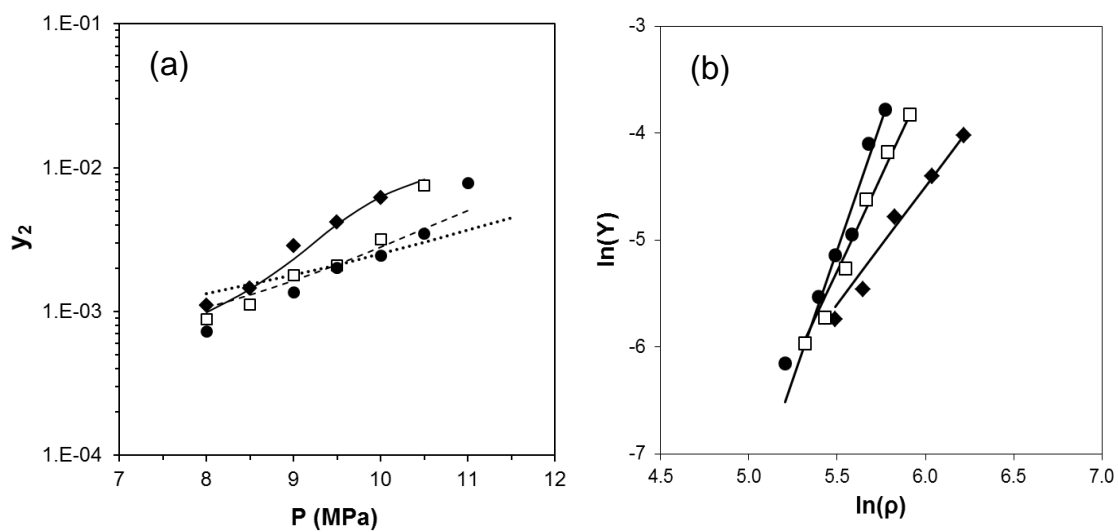 (a)
1.E-01
1.E-02
1.E-03
1.E-04
y₂
7 8 9 10 11 12
P (MPa)
(b)
-3
-4
-5
-6
-7
ln(Y)
4.5 5.0 5.5 6.0 6.5 7.0
ln(ρ)